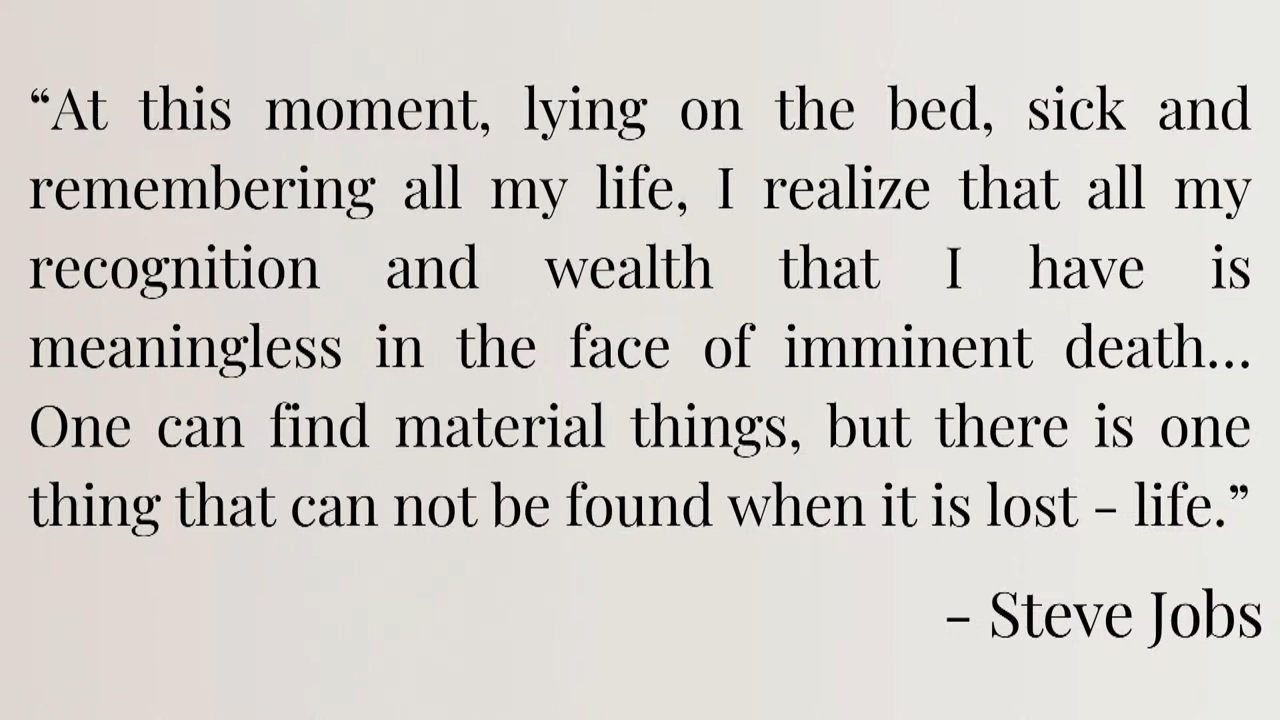 “At this moment, lying on the bed, sick and
remembering all my life, I realize that all my
recognition and wealth that I have is
meaningless in the face of imminent death...
One can find material things, but there is one
thing that can not be found when it is lost – life.”
– Steve Jobs